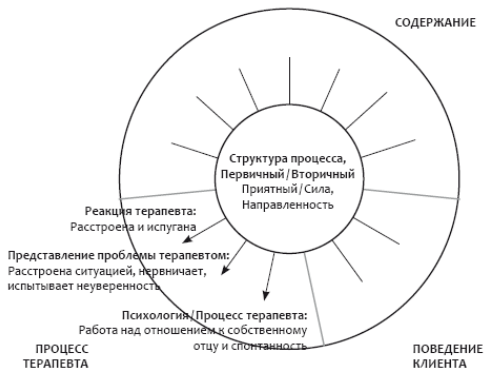 СОДЕРЖАНИЕ
Структура процесса,
Первичный/Вторичный
Приятный/Сила,
Направленность
Реакция терапевта:
Расстроена и испугана
Представление проблемы терапевтом:
Расстроена ситуацией, нервничает,
испытывает неуверенность
Психология/Процесс терапевта:
Работа над отношением к собственному
отцу и спонтанность
ПРОЦЕСС
ТЕРАПЕВТА
ПОВЕДЕНИЕ
КЛИЕНТА